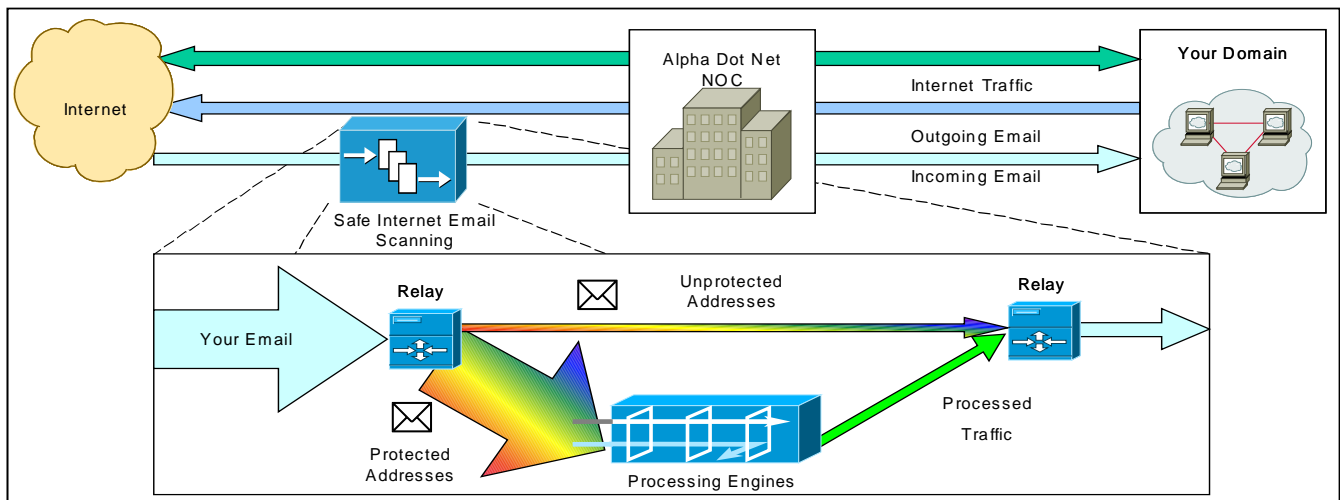 Alpha Dot Net
NOC
Your Domain
Internet
Internet Traffic
Outgoing Email
Incoming Email
Safe Internet Email
Scanning
Unprotected
Addresses
Relay
Relay
Your Email
Processed
Traffic
Protected
Addresses
Processing Engines